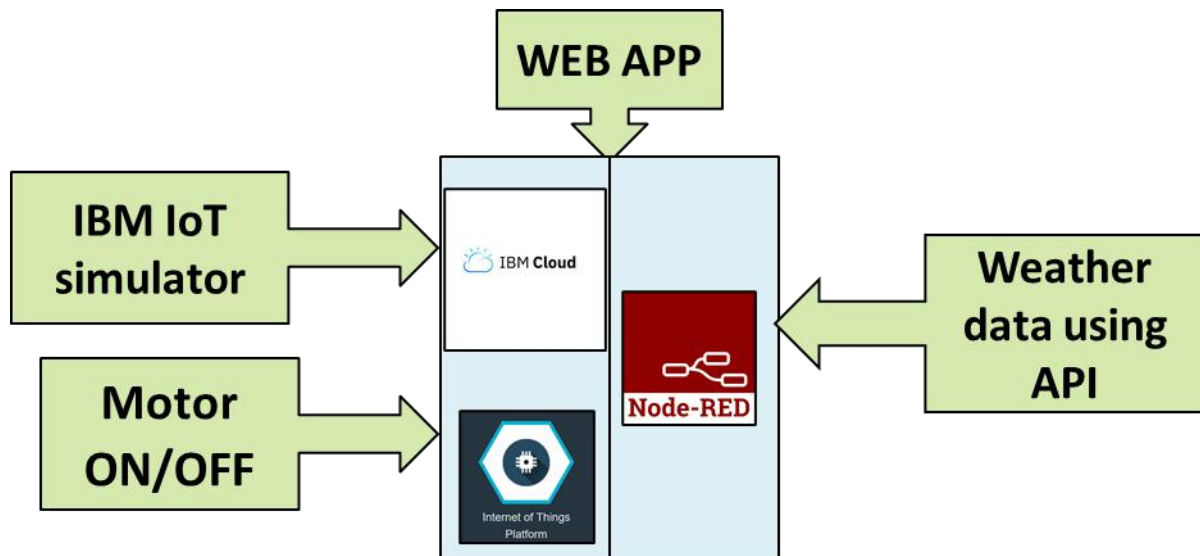 WEB APP
IBM IoT
simulator
IBM Cloud
Weather
data using
API
Node-RED
Motor
ON/OFF
Internet of Things
Platform